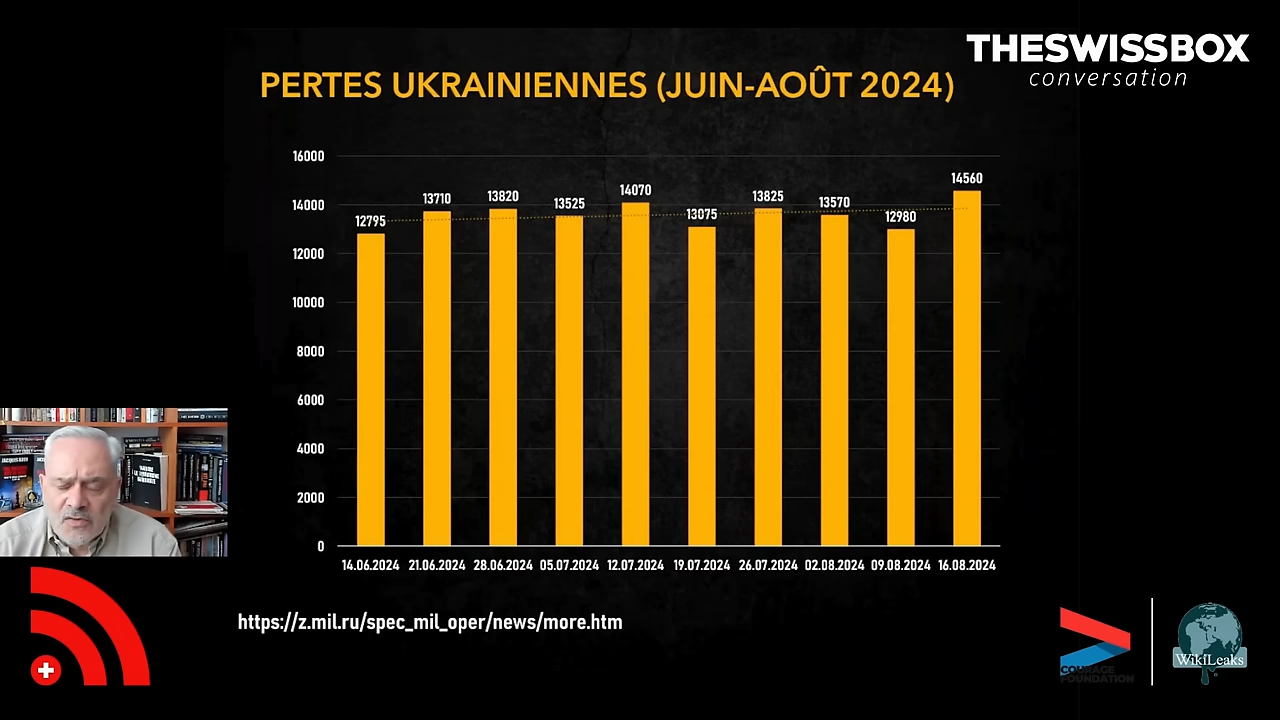 THESWISSBOX
conversation
PERTES UKRAINIENNES (JUIN-AOÛT 2024)
16000
14000
12000
10000
8000
6000
4000
2000
0
12795
13710
13820
13525
14070
13075
13825
13570
12980
14560
14.06.2024 21.06.2024 28.06.2024 05.07.2024 12.07.2024 19.07.2024 26.07.2024 02.08.2024 09.08.2024 16.08.2024
https://z.mil.ru/spec_mil_oper/news/more.htm
COURAGE
FOUNDATION
WikiLeaks